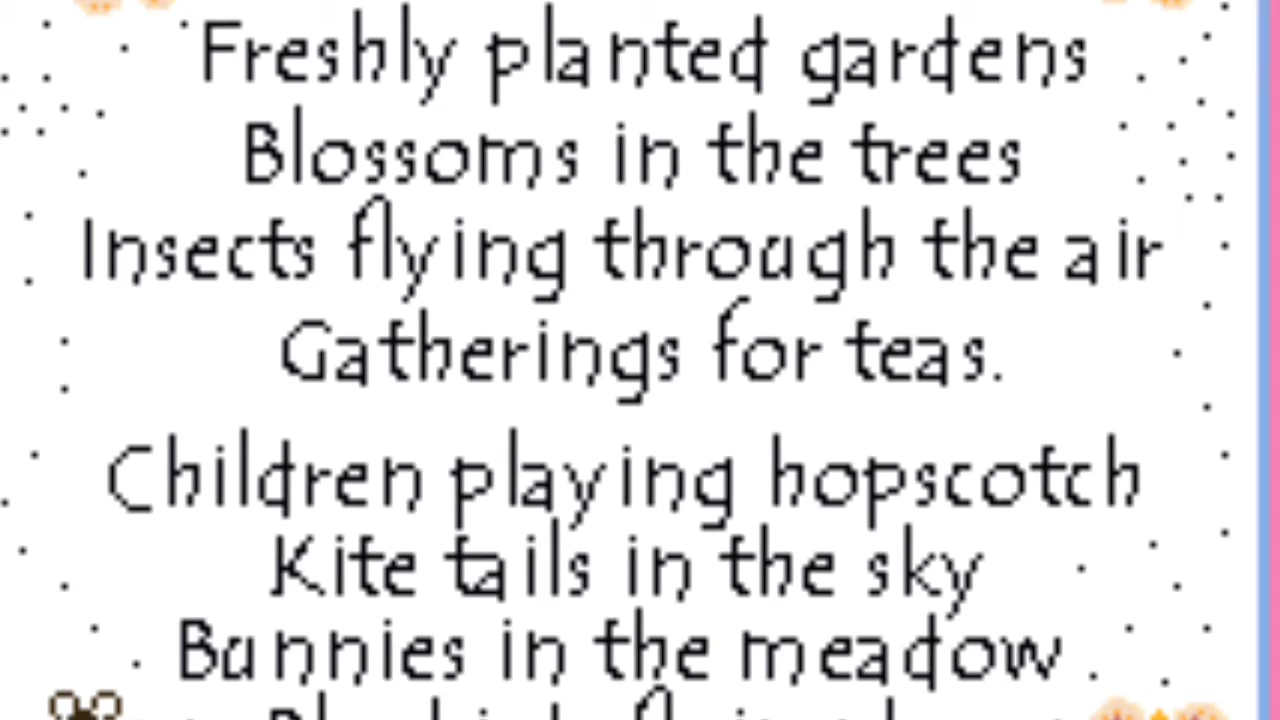 Freshly planted gardens
Blossoms in the trees
Insects flying through the air
Gatherings for teas.
Children playing hopscotch
Kite tails in the sky
Bunnies in the meadow